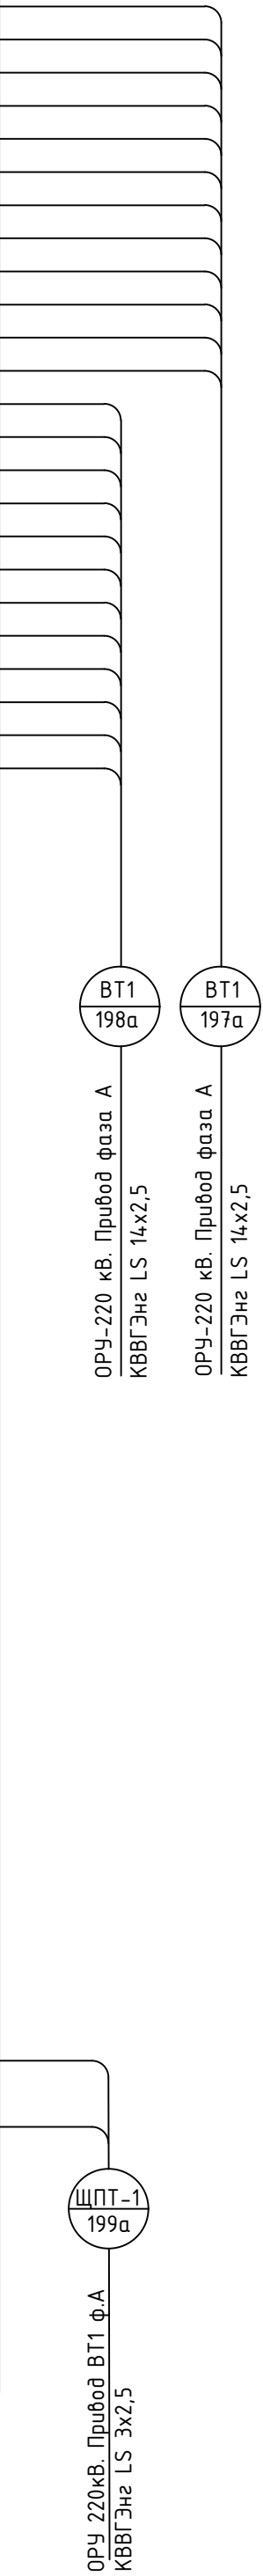 ВТ1
198а
ОРУ-220 кВ. Привод фаза А
КВВГЭнг LS 14х2,5
ВТ1
197а
ОРУ-220 кВ. Привод фаза А
КВВГЭнг LS 14х2,5
ЩПТ-1
199а
ОРУ 220кВ. Привод ВТ1 ф.А
КВВГЭнг LS 3х2,5